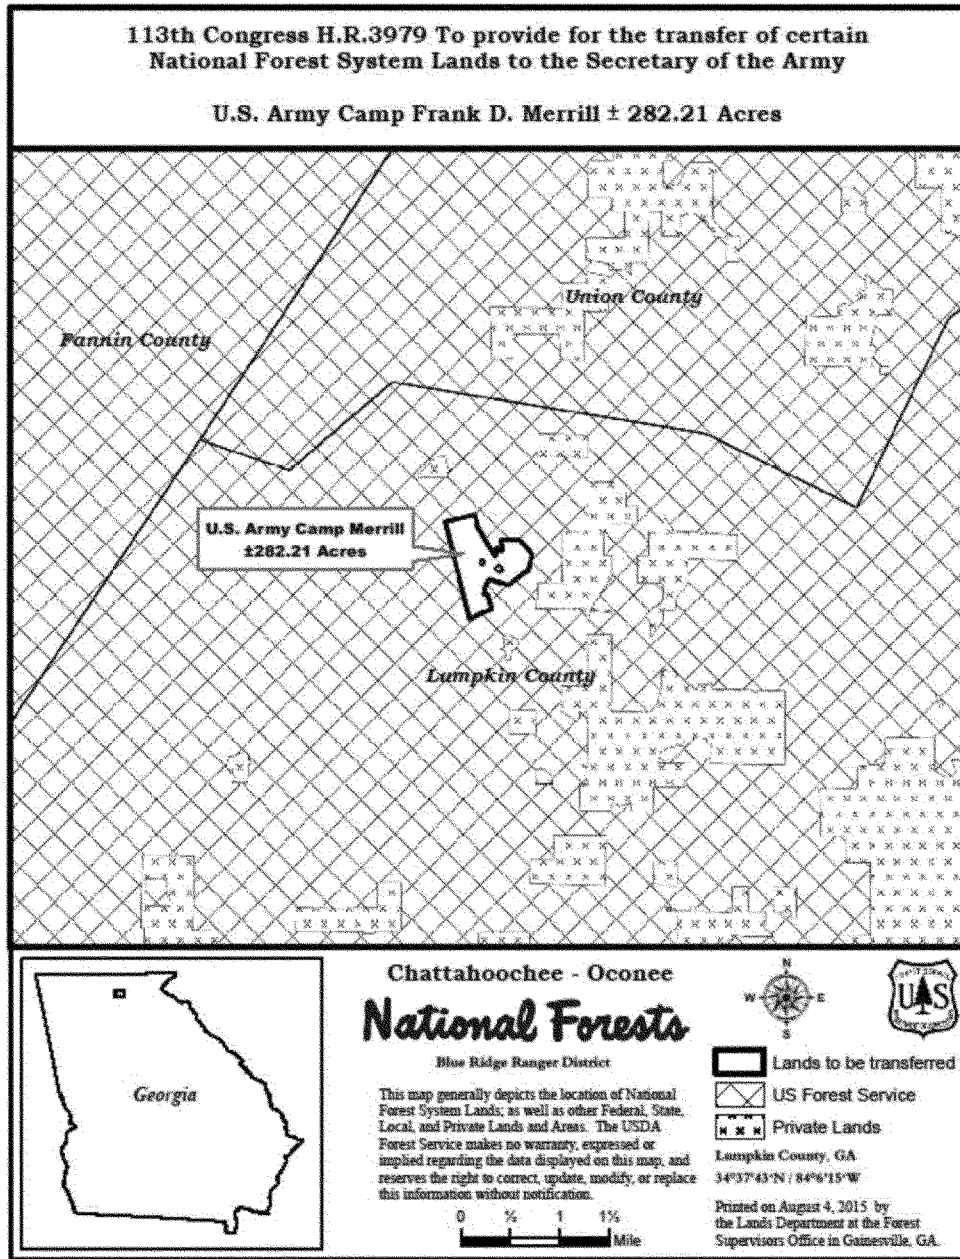 113th Congress H.R.3979 To provide for the transfer of certain
National Forest System Lands to the Secretary of the Army
U.S. Army Camp Frank D. Merrill ± 282.21 Acres
Union County
Fannin County
U.S. Army Camp Merrill
±282.21 Acres
Lumpkin County
Georgia
Chattahoochee - Oconee
National Forests
Blue Ridge Ranger District
This map generally depicts the location of National
Forest System Lands; as well as other Federal, State,
Local, and Private Lands and Areas. The USDA
Forest Service makes no warranty, expressed or
implied regarding the data displayed on this map, and
reserves the right to correct, update, modify, or replace
this information without notification.
0 ½ 1 1½
Mile
N
W E
S
US
Lands to be transferred
US Forest Service
Private Lands
Lumpkin County, GA
34°37'43"N / 84°6'15"W
Printed on August 4, 2015 by
the Lands Department at the Forest
Supervisors Office in Gainesville, GA.